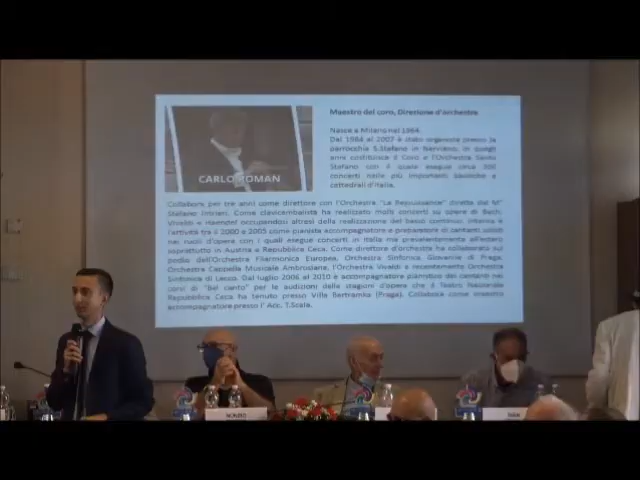 Maestro del coro, Direzione d'orchestra
Nasce a Milano nel 1964.
Dal 1984 al 2007 è stato organista presso la
parrocchia S.Stefano in Nerviano, in quegli
anni costituisce il Coro e l'Orchestra Santo
Stefano con il quale esegue circa 300
concerti nelle più importanti basiliche e
cattedrali d'Italia.
CARLO MOMAN
Collabora per tre anni come direttore con l'Orchestra "La Rejouissance" diretta dal M°
Stefano Intrieri. Come clavicembalista ha realizzato molti concerti su opere di Bach,
Vivaldi e Haendel occupandosi altresì della realizzazione del basso continuo. Intensa è
l'attività tra il 2000 e 2005 come pianista accompagnatore e preparatore di cantanti solisti
nei ruoli d'opera con i quali esegue concerti in Italia ma prevalentemente all'estero
soprattutto in Austria e Repubblica Ceca. Come direttore d'orchestra ha collaborato sul
podio dell'Orchestra Filarmonica Europea, Orchestra Sinfonica Giovanile di Praga,
Orchestra Cappella Musicale Ambrosiana, l'Orchestra Vivaldi e recentemente Orchestra
Sinfonica di Lecco. Dal luglio 2006 al 2010 è accompagnatore pianistico dei cantanti nei
corsi di "Bel canto" per le audizioni delle stagioni d'opera che il Teatro Nazionale
Repubblica Ceca ha tenuto presso Villa Bertramka (Praga). Collabora come maestro
accompagnatore presso l' Acc. T.Scala.